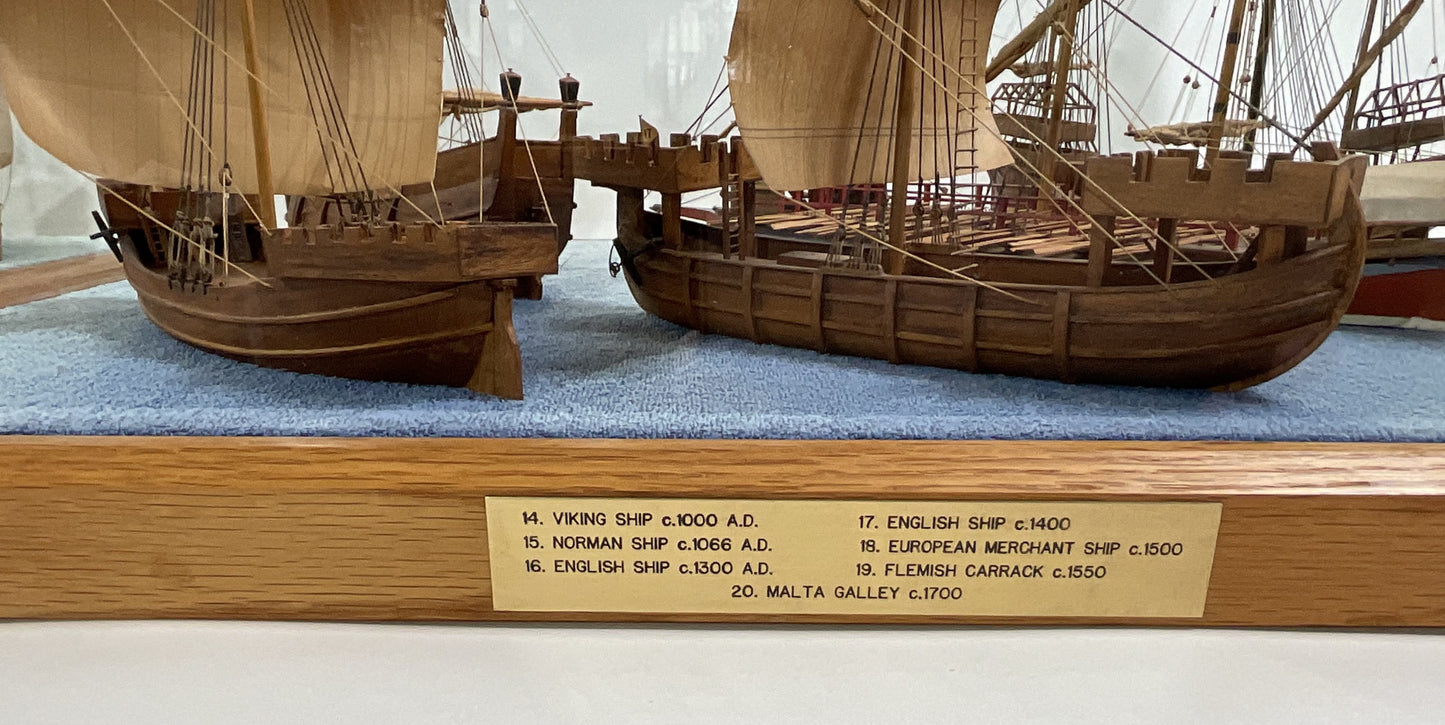 14. VIKING SHIP c.1000 A.D.
15. NORMAN SHIP c.1066 A.D.
16. ENGLISH SHIP c.1300 A.D.
17. ENGLISH SHIP c.1400
18. EUROPEAN MERCHANT SHIP c.1500
19. FLEMISH CARRACK c.1550
20. MALTA GALLEY c.1700